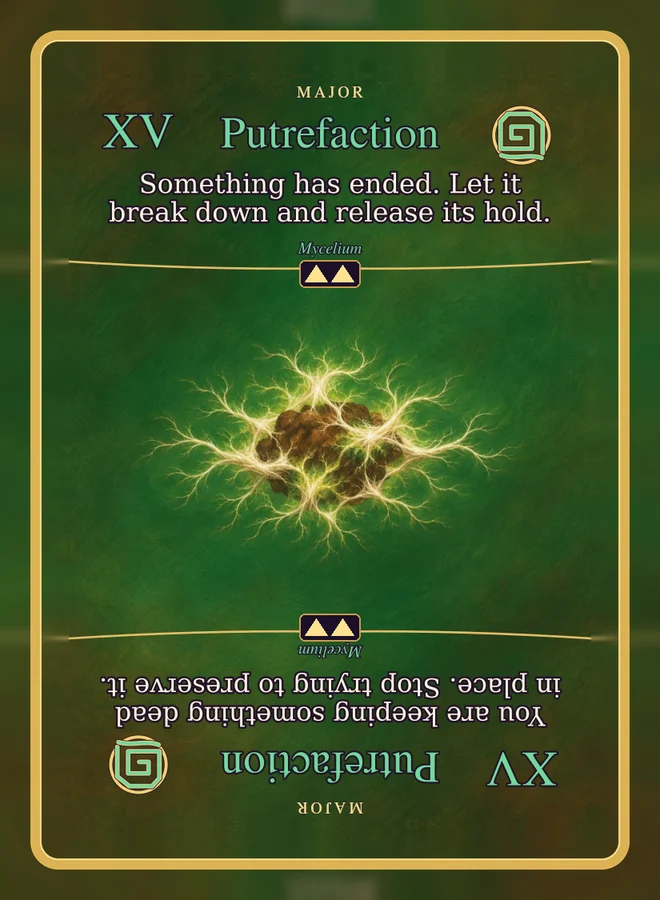 MAJOR
XV Putrefaction
Something has ended. Let it
break down and release its hold.
Mycelium
Mycelium
You are keeping something dead
in place. Stop trying to preserve it.
XV Putrefaction
MAJOR